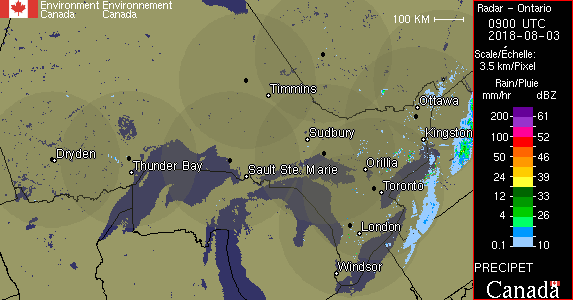 Environment Environnement
Canada Canada
100 KM
Timmins
Ottawa
Sudbury
Kingston
Dryden
Thunder Bay
Sault Ste. Marie
Orillia
Toronto
London
Windsor
Radar - Ontario
0900 UTC
2018-08-03
Scale/Échelle:
3.5 km/Pixel
Rain/Pluie
mm/hr dBZ
200 61
100 52
50 46
24 39
12 33
4 26
1 16
0.1 10
PRECIPET
Canada